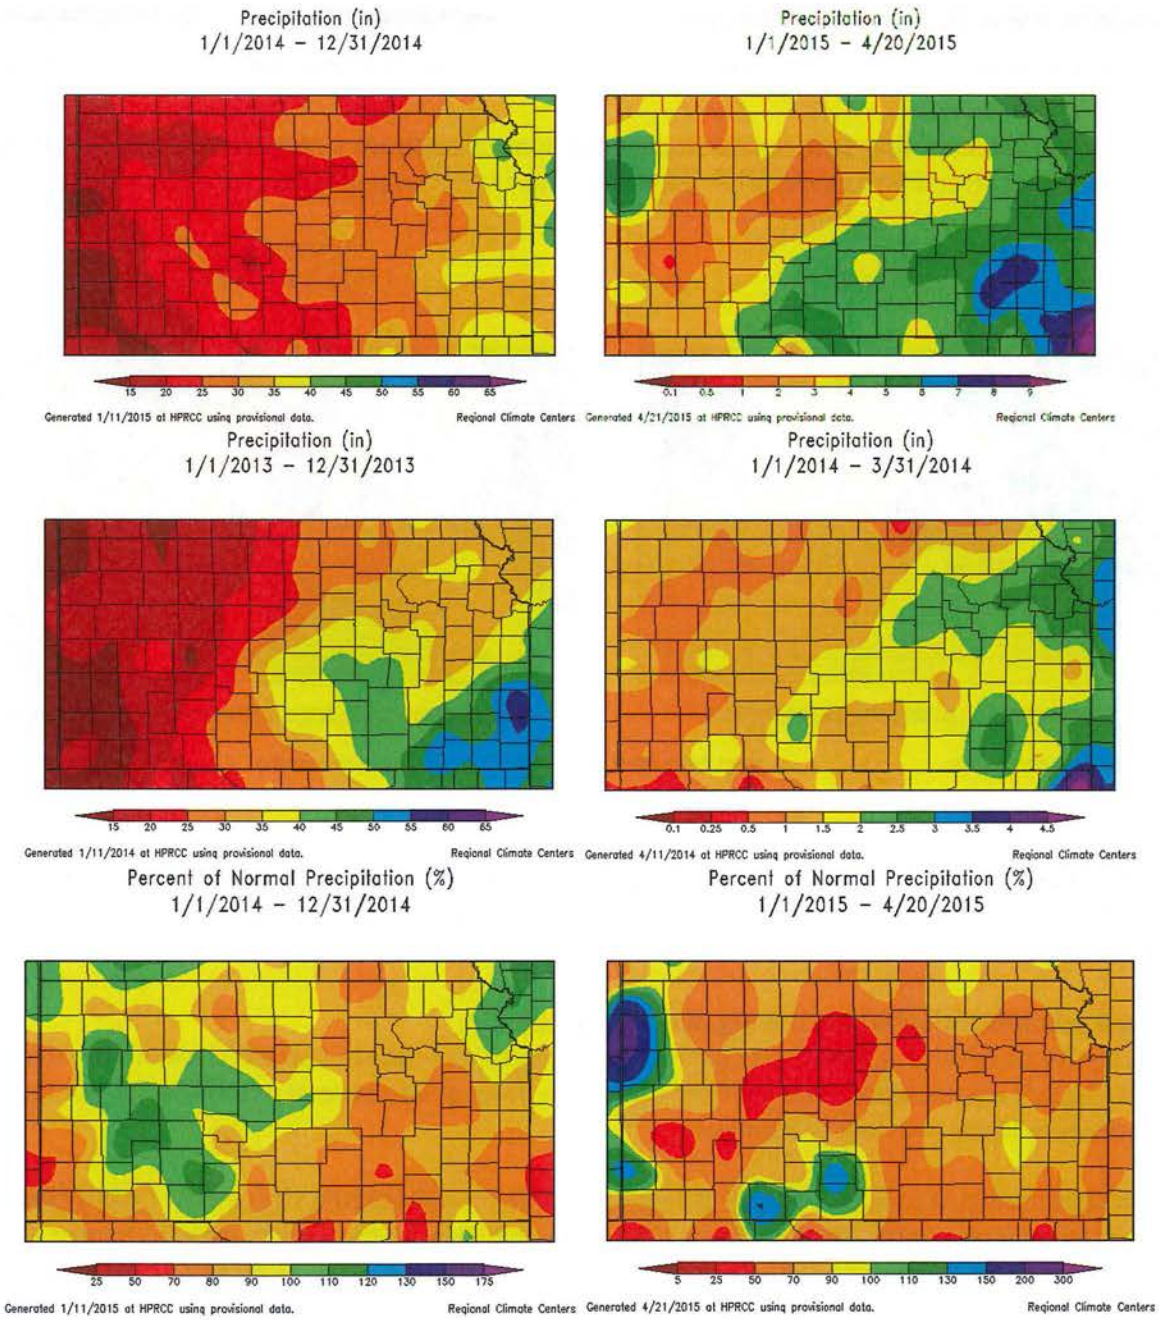 Precipitation (in)
1/1/2014 – 12/31/2014
15 20 25 30 35 40 45 50 55 60 65
Generated 1/11/2015 at HPRCC using provisional data. Regional Climate Centers
Precipitation (in)
1/1/2015 – 4/20/2015
0.1 0.5 1 2 3 4 5 6 7 8 9
Generated 4/21/2015 at HPRCC using provisional data. Regional Climate Centers
Precipitation (in)
1/1/2013 – 12/31/2013
15 20 25 30 35 40 45 50 55 60 65
Generated 1/11/2014 at HPRCC using provisional data. Regional Climate Centers
Precipitation (in)
1/1/2014 – 3/31/2014
0.1 0.25 0.5 1 1.5 2 2.5 3 3.5 4 4.5
Generated 4/11/2014 at HPRCC using provisional data. Regional Climate Centers
Percent of Normal Precipitation (%)
1/1/2014 – 12/31/2014
25 50 70 80 90 100 110 120 130 150 175
Generated 1/11/2015 at HPRCC using provisional data. Regional Climate Centers
Percent of Normal Precipitation (%)
1/1/2015 – 4/20/2015
5 25 50 70 90 100 110 130 150 200 300
Generated 4/21/2015 at HPRCC using provisional data. Regional Climate Centers